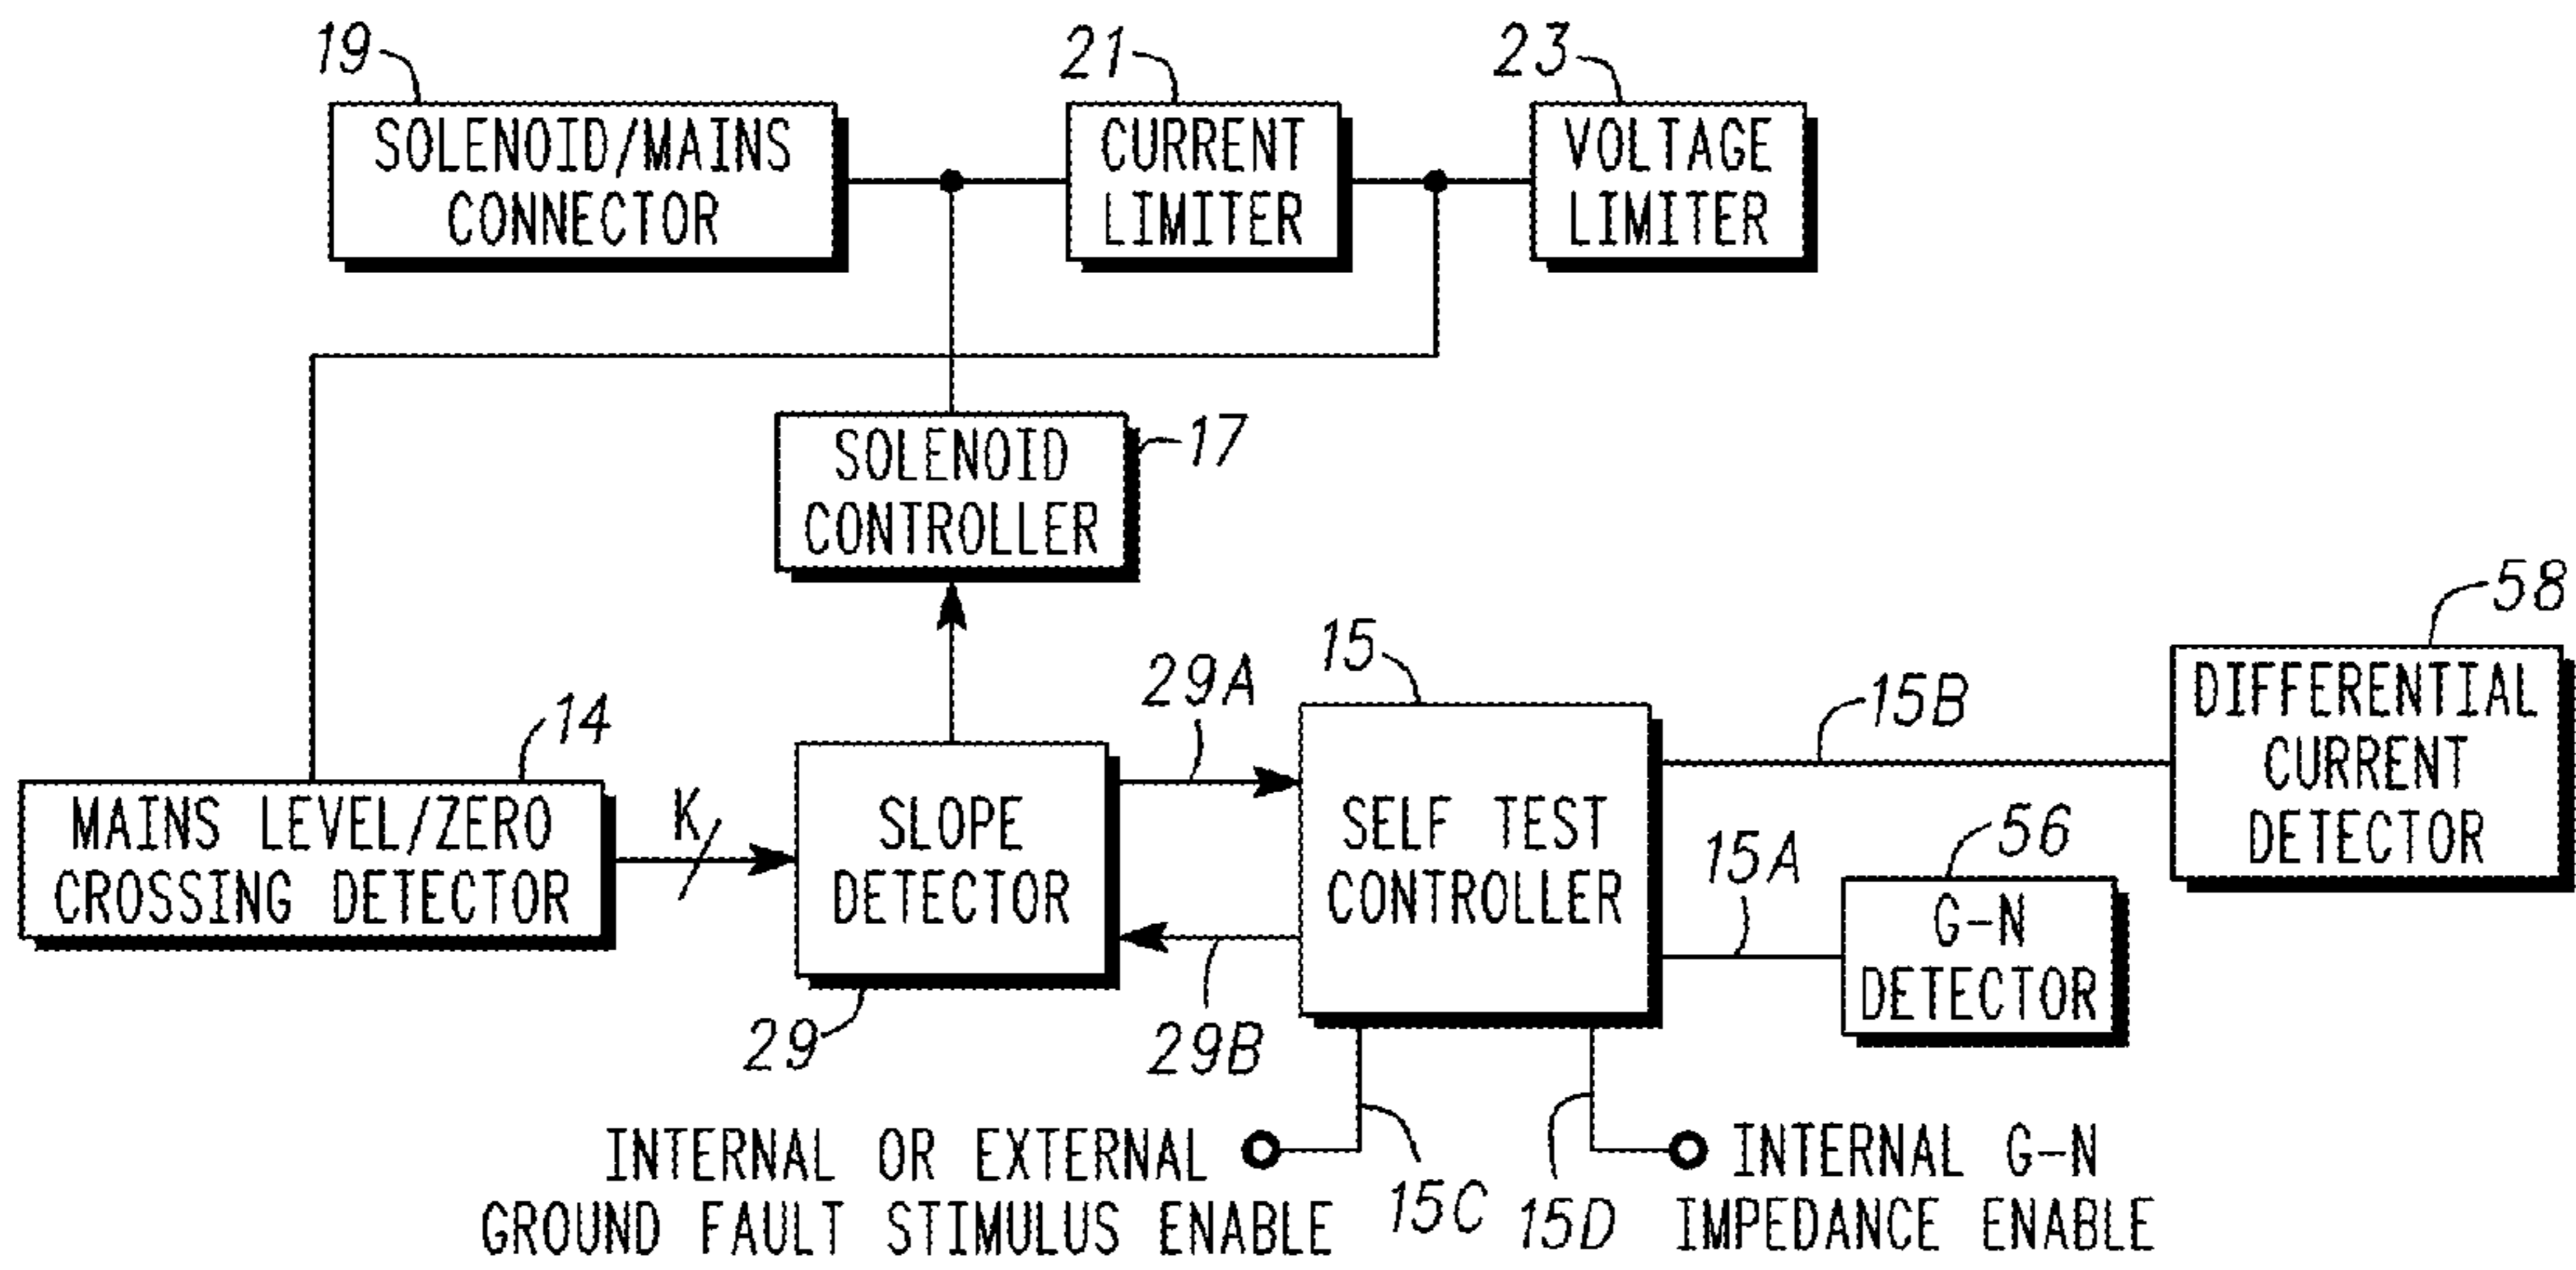 19
21
23
SOLENOID/MAINS
CONNECTOR
CURRENT
LIMITER
VOLTAGE
LIMITER
SOLENOID
CONTROLLER
17
14
MAINS LEVEL/ZERO
CROSSING DETECTOR
K
SLOPE
DETECTOR
29
29A
29B
15
SELF TEST
CONTROLLER
15B
15A
58
DIFFERENTIAL
CURRENT
DETECTOR
56
G-N
DETECTOR
INTERNAL OR EXTERNAL
GROUND FAULT STIMULUS ENABLE
15C
15D
INTERNAL G-N
IMPEDANCE ENABLE